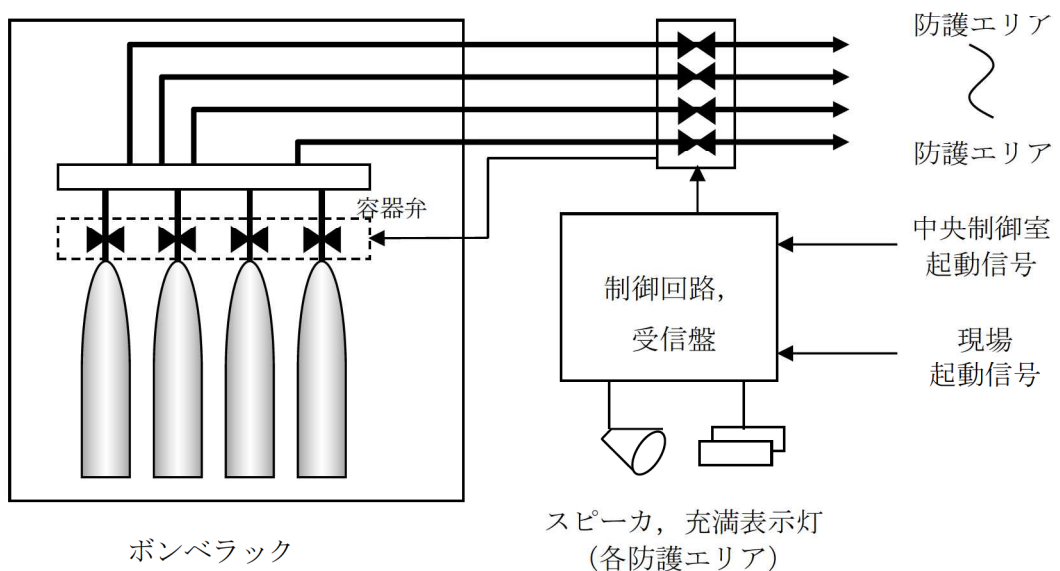 防護エリア
防護エリア
容器弁
中央制御室
起動信号
制御回路，
受信盤
現場
起動信号
スピーカ，充満表示灯
（各防護エリア）
ボンベラック